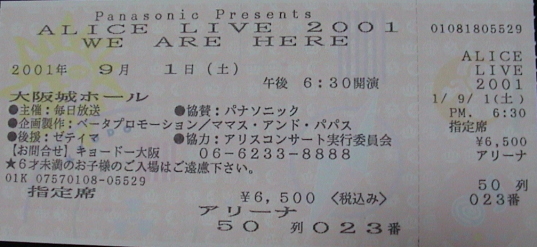 Panasonic Presents
ALICE LIVE 2001
WE ARE HERE
2001年 9月 1日(土)
午後 6:30開演
大阪城ホール
●主催:毎日放送 ●協賛:パナソニック
●企画製作:ベータプロモーション/ママス・アンド・パパス
●後援:ゼティマ ●協力:アリスコンサート実行委員会
【お問合せ】キョードー大阪 06-6233-8888
★6才未満のお子様のご入場はご遠慮下さい。
01K 07570108-05529
指定席 ¥6,500 <税込み>
アリーナ
50 列 023番
01081805529
ALICE
LIVE
2001
1/ 9/ 1(土)
PM. 6:30
指定席
¥6,500
アリーナ
50 列
023番